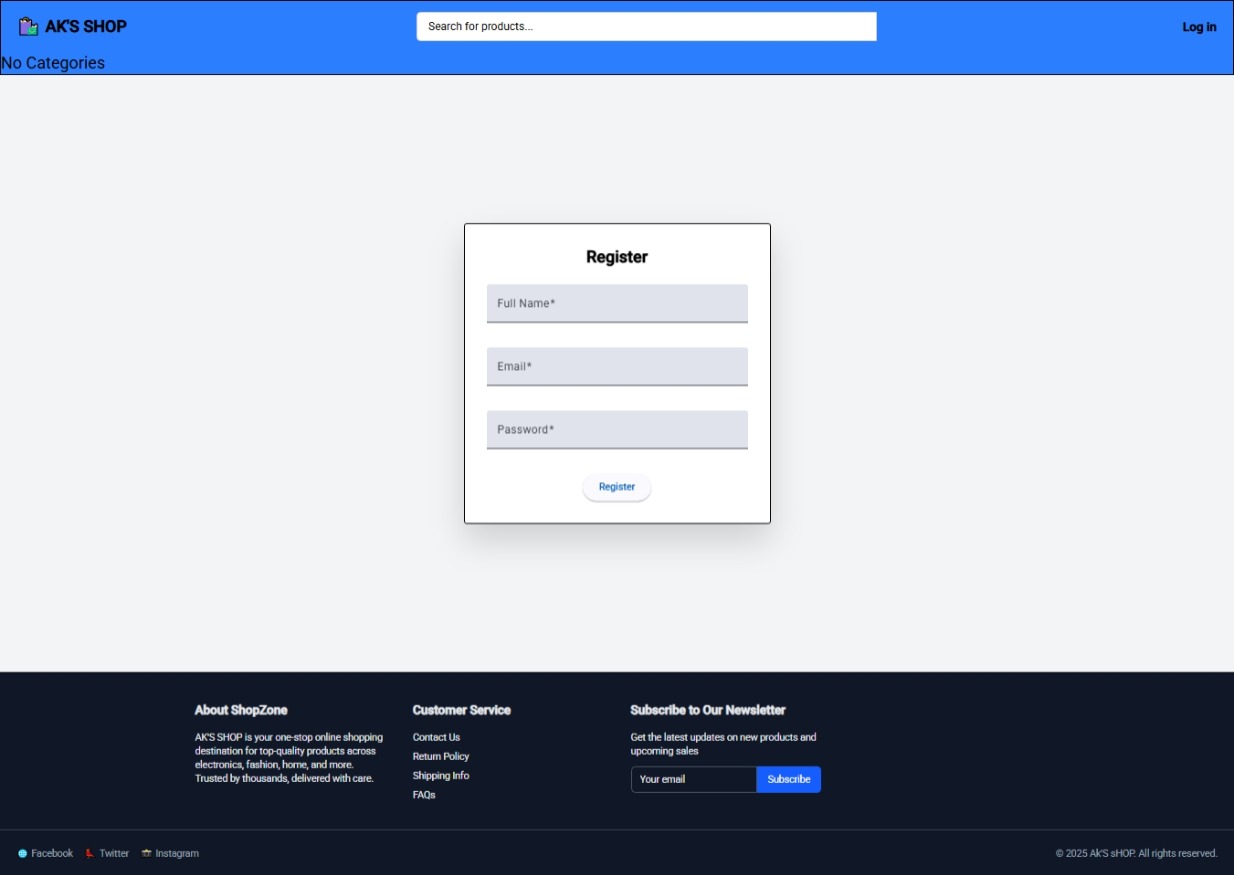 AK'S SHOP
Search for products...
Log in
No Categories
Register
Full Name*
Email*
Password*
Register
About ShopZone
AK'S SHOP is your one-stop online shopping
destination for top-quality products across
electronics, fashion, home, and more.
Trusted by thousands, delivered with care.
Customer Service
Contact Us
Return Policy
Shipping Info
FAQs
Subscribe to Our Newsletter
Get the latest updates on new products and
upcoming sales
Your email
Subscribe
Facebook
Twitter
Instagram
© 2025 Ak'S sHOP. All rights reserved.